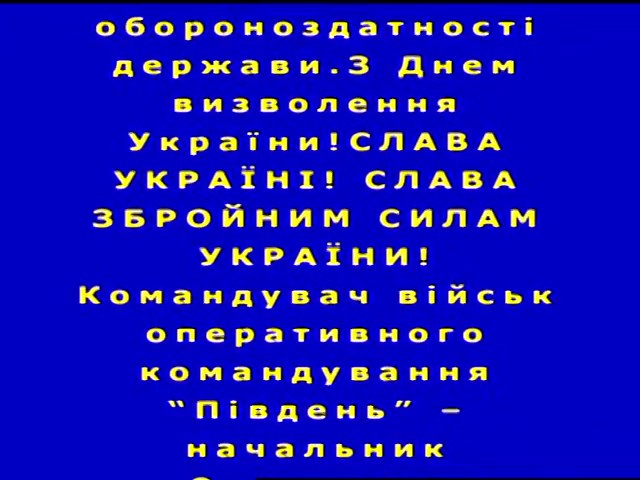 обороноздатності
держави.З Днем
визволення
України!СЛАВА
УКРАЇНІ! СЛАВА
ЗБРОЙНИМ СИЛАМ
УКРАЇНИ!
Командувач військ
оперативного
командування
“Південь” –
начальник